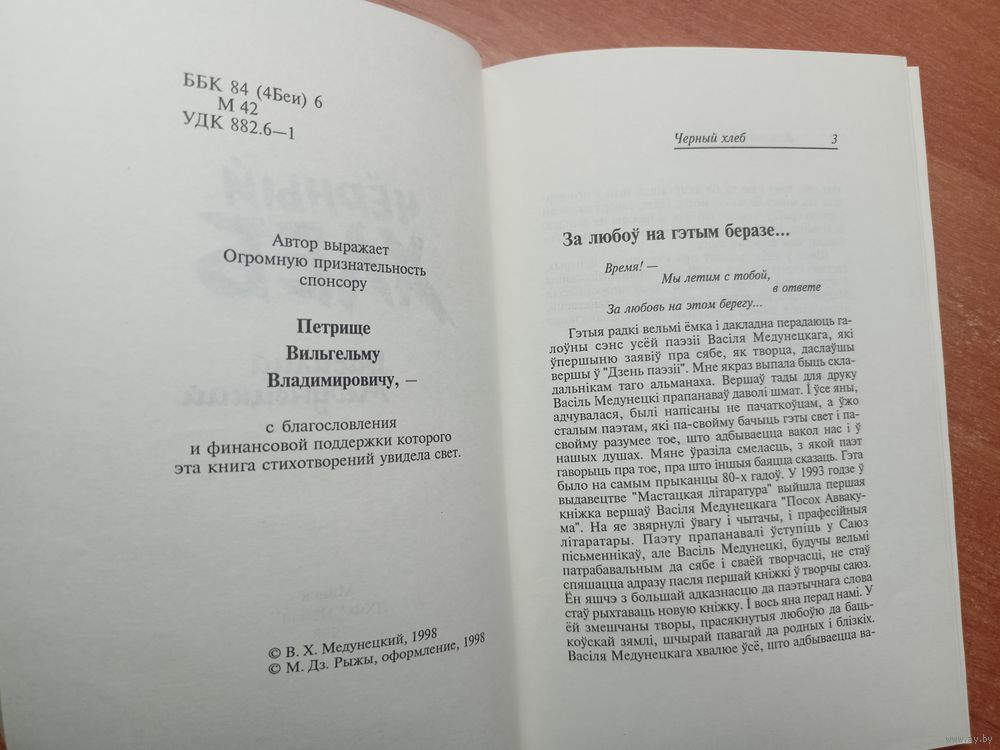 ББК 84 (4Беи) 6
М 42
УДК 882.6—1
Автор выражает
Огромную признательность
спонсору
Петрище
Вильгельму
Владимировичу, —
с благословления
и финансовой поддержки которого
эта книга стихотворений увидела свет.
© В. Х. Медунецкий, 1998
© М. Дз. Рыжы, оформление, 1998
Черный хлеб 3
За любоў на гэтым беразе...
Время! —
Мы летим с тобой,
в ответе
За любовь на этом берегу...
Гэтыя радкі вельмі ёмка і дакладна перадаюць га-
лоўны сэнс усёй паэзіі Васіля Медунецкага, які
ўпершыню заявіў пра сябе, як творца, даслаўшы
вершы ў "Дзень паэзіі". Мне якраз выпала быць скла-
дальнікам таго альманаха. Вершаў тады для друку
Васіль Медунецкі прапанаваў даволі шмат. І ўсе яны,
адчувалася, былі напісаны не пачаткоўцам, а ўжо
сталым паэтам, які па-свойму бачыць гэты свет і па-
свойму разумее тое, што адбываецца вакол нас і ў
нашых душах. Мяне ўразіла смеласць, з якой паэт
гаворыць пра тое, пра што іншыя баяцца сказаць. Гэта
было на самым прыканцы 80-х гадоў. У 1993 годзе ў
выдавецтве "Мастацкая літаратура" выйшла першая
кніжка вершаў Васіля Медунецкага "Посох Авваку-
ма". На яе звярнулі ўвагу і чытачы, і прафесійныя
літаратары. Паэту прапанавалі ўступіць у Саюз
пісьменнікаў, але Васіль Медунецкі, будучы вельмі
патрабавальным да сябе і сваёй творчасці, не стаў
спяшацца адразу пасля першай кніжкі ў творчы саюз.
Ён яшчэ з большай адказнасцю да паэтычнага слова
стаў рыхтаваць новую кніжку. І вось яна перад намі. У
ёй змешчаны творы, прасякнутыя любоўю да баць-
коўскай зямлі, шчырай павагай да родных і блізкіх.
Васіля Медунецкага хвалюе ўсё, што адбываецца ва-
www.ay.by